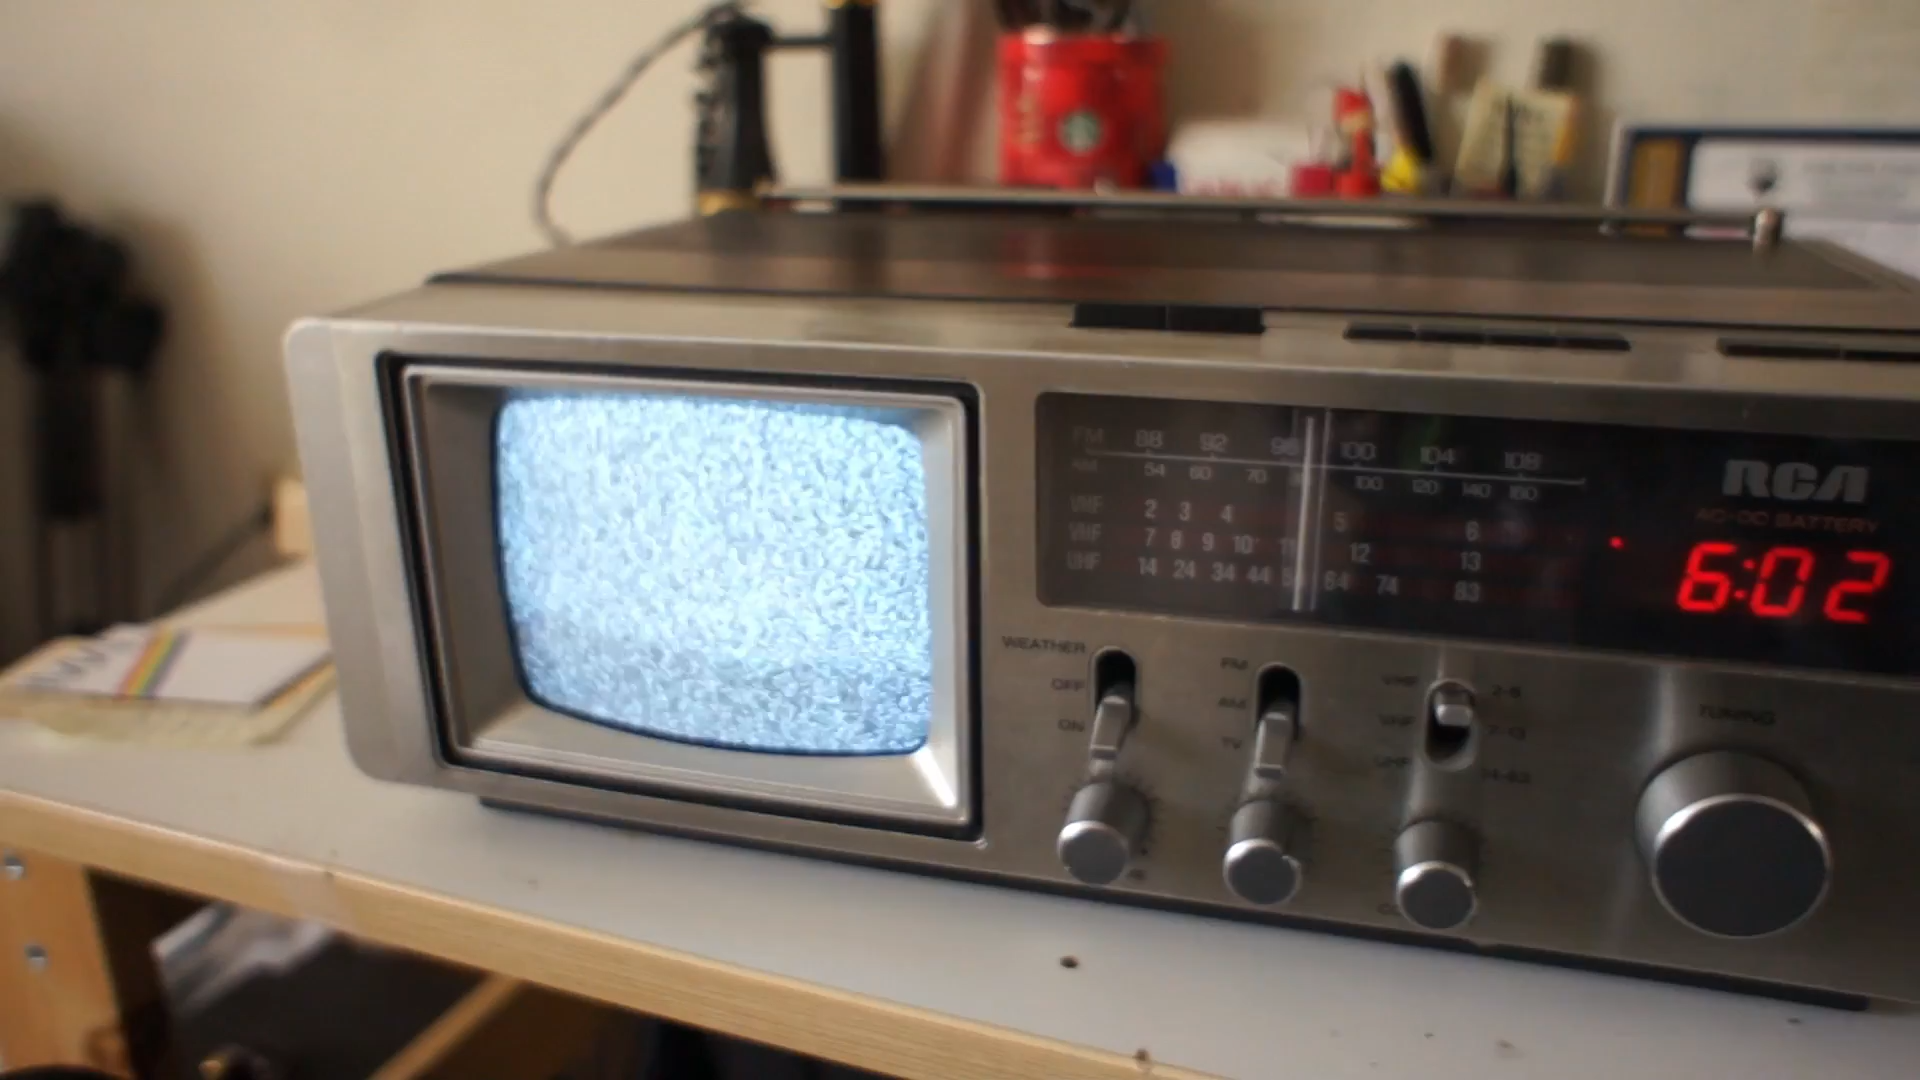 RCA
AC-DC BATTERY
6:02
FM 88 92 96 100 104 108
AM 54 60 70 100 120 140 160
VHF 2 3 4 5 6
VHF 7 8 9 10 11 12 13
UHF 14 24 34 44 64 74 83
WEATHER
OFF
ON
FM
AM
TV
VHF 2-6
VHF 7-13
UHF 14-83
TUNING